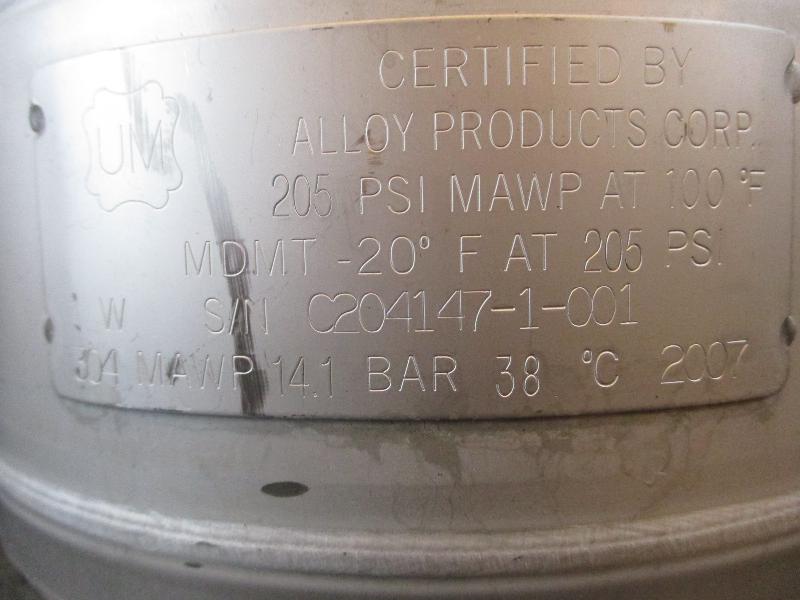 UM
CERTIFIED BY
ALLOY PRODUCTS CORP.
205 PSI MAWP AT 100 °F
MDMT -20° F AT 205 PSI
W S/N C204147-1-001
304 MAWP 14.1 BAR 38 °C 2007